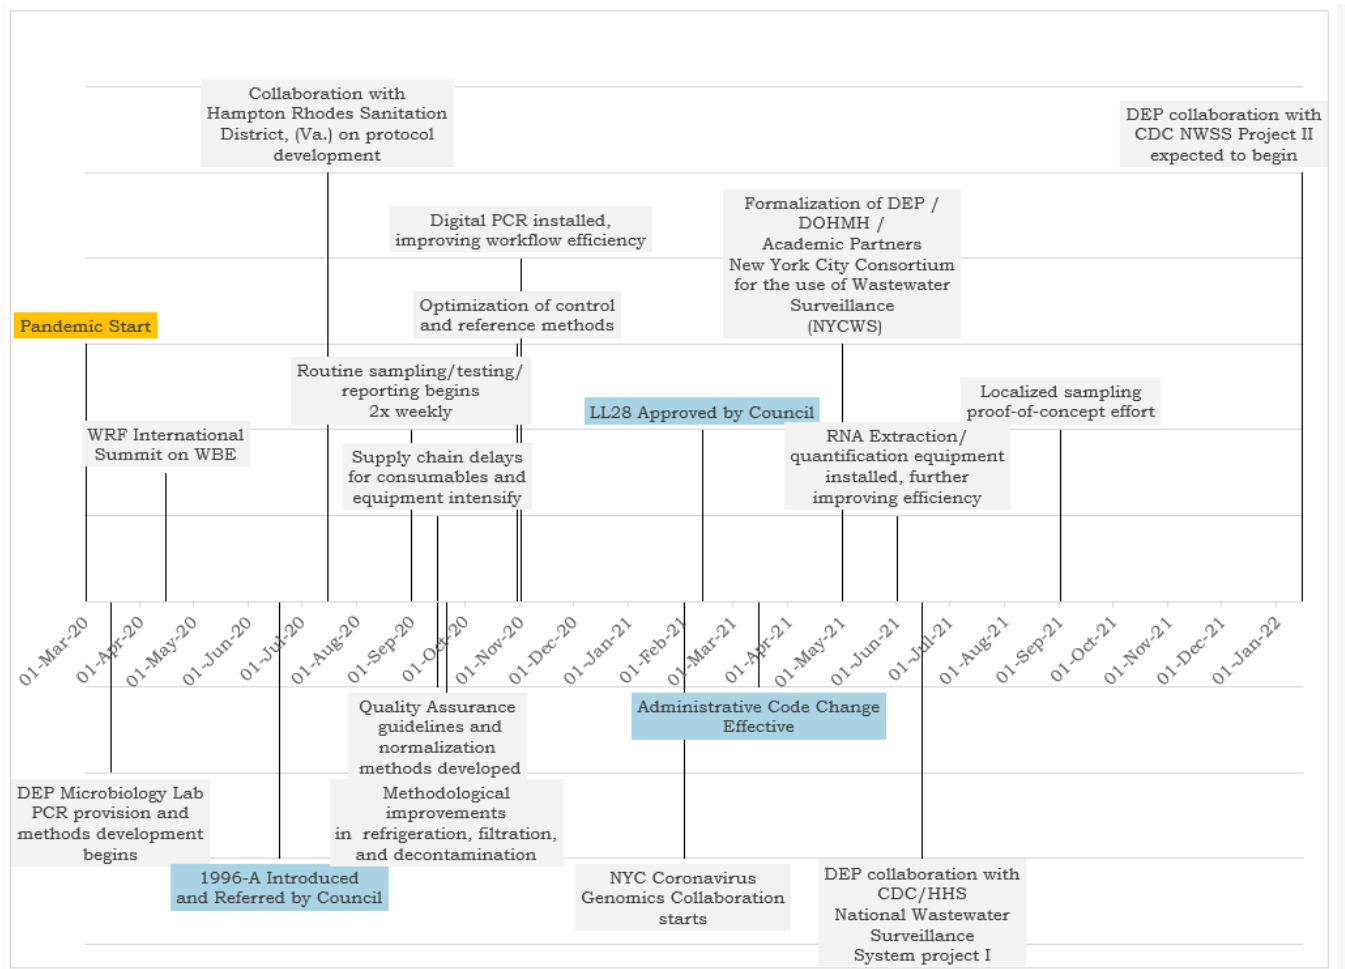 Collaboration with
Hampton Rhodes Sanitation
District, (Va.) on protocol
development
DEP collaboration with
CDC NWSS Project II
expected to begin
Digital PCR installed,
improving workflow efficiency
Formalization of DEP /
DOHMH /
Academic Partners
New York City Consortium
for the use of Wastewater
Surveillance
(NYCWS)
Optimization of control
and reference methods
Pandemic Start
Routine sampling/testing/
reporting begins
2x weekly
LL28 Approved by Council
Localized sampling
proof-of-concept effort
WRF International
Summit on WBE
Supply chain delays
for consumables and
equipment intensify
RNA Extraction/
quantification equipment
installed, further
improving efficiency
01-Mar-20
01-Apr-20
01-May-20
01-Jun-20
01-Jul-20
01-Aug-20
01-Sep-20
01-Oct-20
01-Nov-20
01-Dec-20
01-Jan-21
01-Feb-21
01-Mar-21
01-Apr-21
01-May-21
01-Jun-21
01-Jul-21
01-Aug-21
01-Sep-21
01-Oct-21
01-Nov-21
01-Dec-21
01-Jan-22
Quality Assurance
guidelines and
normalization
methods developed
Administrative Code Change
Effective
DEP Microbiology Lab
PCR provision and
methods development
begins
Methodological
improvements
in refrigeration, filtration,
and decontamination
1996-A Introduced
and Referred by Council
NYC Coronavirus
Genomics Collaboration
starts
DEP collaboration with
CDC/HHS
National Wastewater
Surveillance
System project I